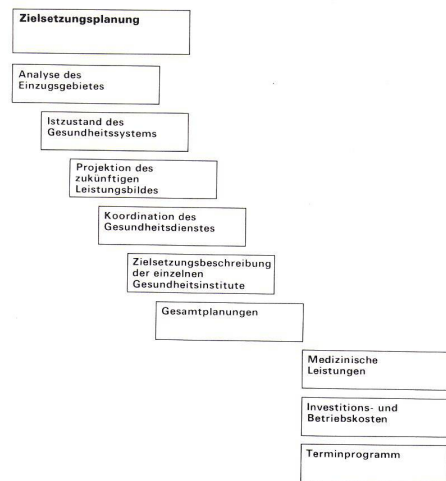 Zielsetzungsplanung
Analyse des
Einzugsgebietes
Istzustand des
Gesundheitssystems
Projektion des
zukünftigen
Leistungsbildes
Koordination des
Gesundheitsdienstes
Zielsetzungsbeschreibung
der einzelnen
Gesundheitsinstitute
Gesamtplanungen
Medizinische
Leistungen
Investitions- und
Betriebskosten
Terminprogramm